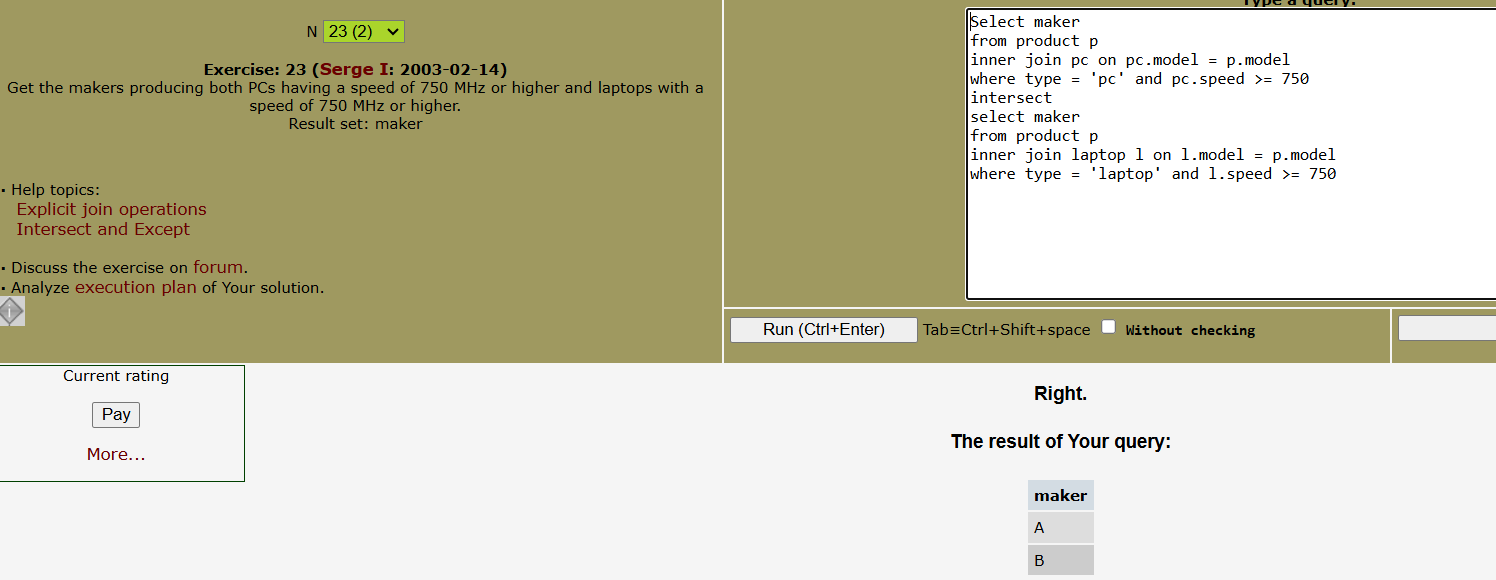 N 23 (2)
Exercise: 23 (Serge I: 2003-02-14)
Get the makers producing both PCs having a speed of 750 MHz or higher and laptops with a
speed of 750 MHz or higher.
Result set: maker
· Help topics:
Explicit join operations
Intersect and Except
· Discuss the exercise on forum.
· Analyze execution plan of Your solution.
Type a query:
Select maker
from product p
inner join pc on pc.model = p.model
where type = 'pc' and pc.speed >= 750
intersect
select maker
from product p
inner join laptop l on l.model = p.model
where type = 'laptop' and l.speed >= 750
Run (Ctrl+Enter) Tab≡Ctrl+Shift+space Without checking
Current rating
Pay
More...
Right.
The result of Your query:
maker
A
B